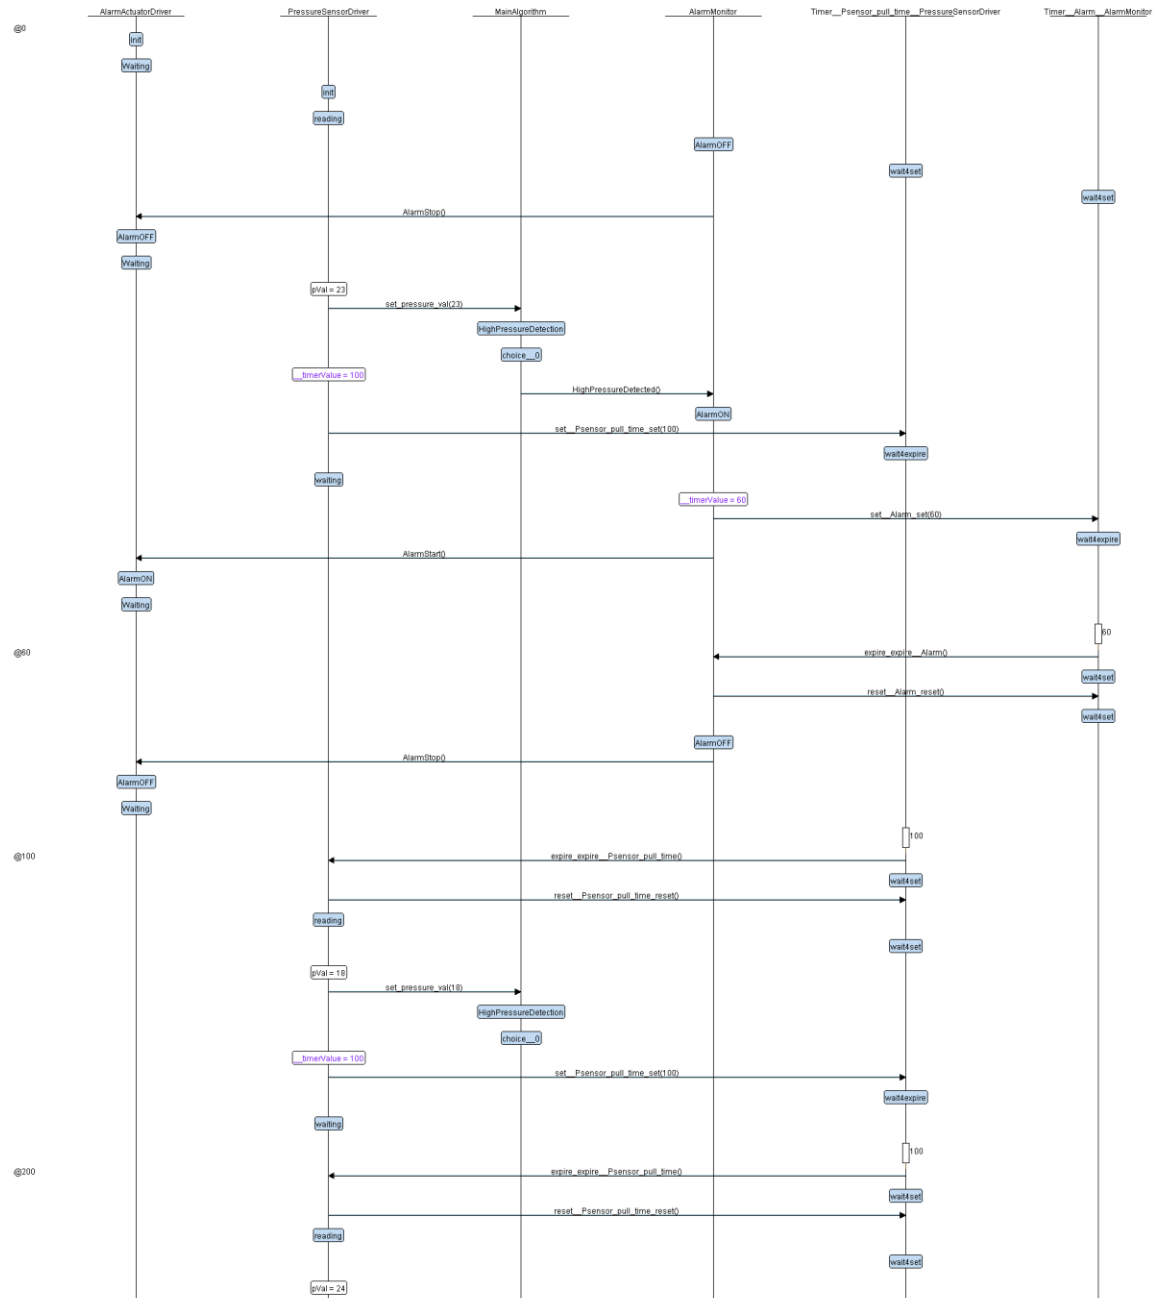 AlarmActuatorDriver PressureSensorDriver MainAlgorithm AlarmMonitor Timer__Psensor_pull_time__PressureSensorDriver Timer__Alarm__AlarmMonitor
@0
init
Waiting
init
reading
AlarmOFF
wait4set
wait4set
AlarmStop()
AlarmOFF
Waiting
pVal = 23
set_pressure_val(23)
HighPressureDetection
choice__0
__timerValue = 100
HighPressureDetected()
AlarmON
set__Psensor_pull_time_set(100)
wait4expire
waiting
__timerValue = 60
set__Alarm_set(60)
wait4expire
AlarmStart()
AlarmON
Waiting
60
@60
expire_expire__Alarm()
wait4set
reset__Alarm_reset()
wait4set
AlarmOFF
AlarmStop()
AlarmOFF
Waiting
100
@100
expire_expire__Psensor_pull_time()
wait4set
reset__Psensor_pull_time_reset()
reading
wait4set
pVal = 18
set_pressure_val(18)
HighPressureDetection
choice__0
__timerValue = 100
set__Psensor_pull_time_set(100)
wait4expire
waiting
100
@200
expire_expire__Psensor_pull_time()
wait4set
reset__Psensor_pull_time_reset()
reading
wait4set
pVal = 24